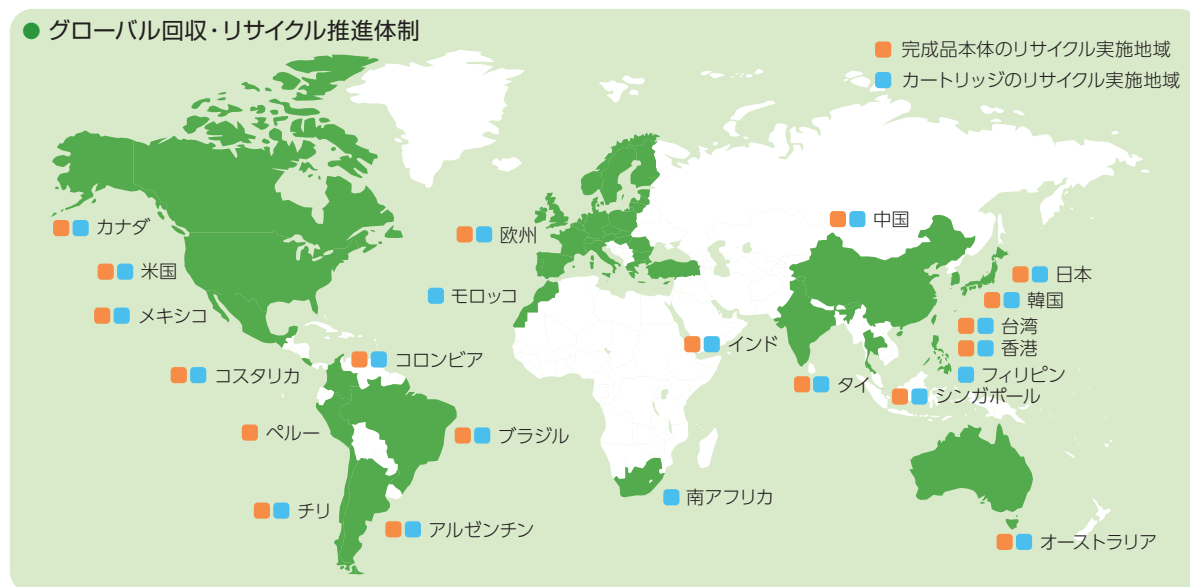 ● グローバル回収・リサイクル推進体制
完成品本体のリサイクル実施地域
カートリッジのリサイクル実施地域
カナダ
米国
メキシコ
コスタリカ
コロンビア
ペルー
ブラジル
チリ
アルゼンチン
欧州
モロッコ
南アフリカ
インド
中国
日本
韓国
台湾
香港
フィリピン
タイ
シンガポール
オーストラリア